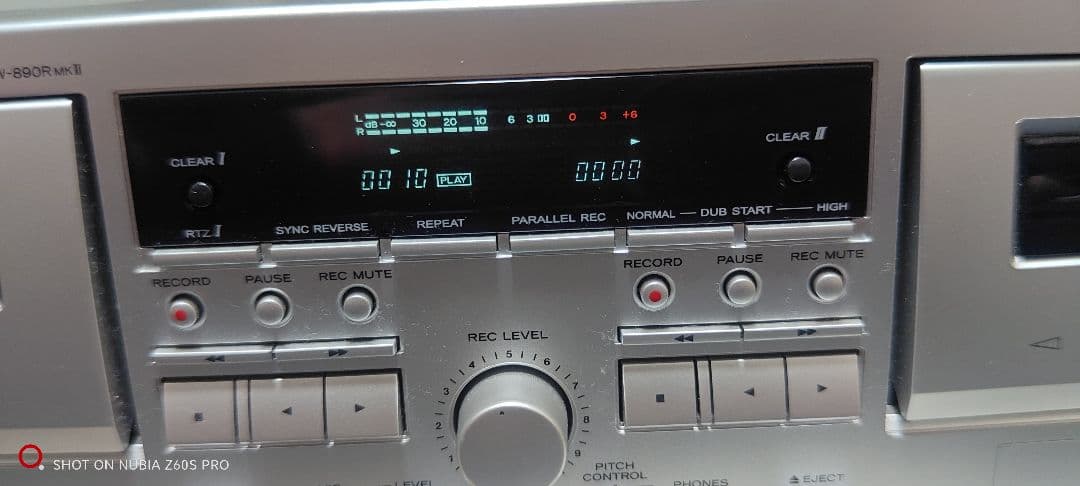 W-890R MKII
L dB -∞ 30 20 10 6 3 0 3 +6
R
CLEAR I
CLEAR II
0010 PLAY
0000
RTZ I
SYNC REVERSE
REPEAT
PARALLEL REC
NORMAL — DUB START — HIGH
RECORD
PAUSE
REC MUTE
RECORD
PAUSE
REC MUTE
REC LEVEL
1 2 3 4 5 6 7 8 9
PITCH
CONTROL
LEVEL
PHONES
EJECT
SHOT ON NUBIA Z60S PRO